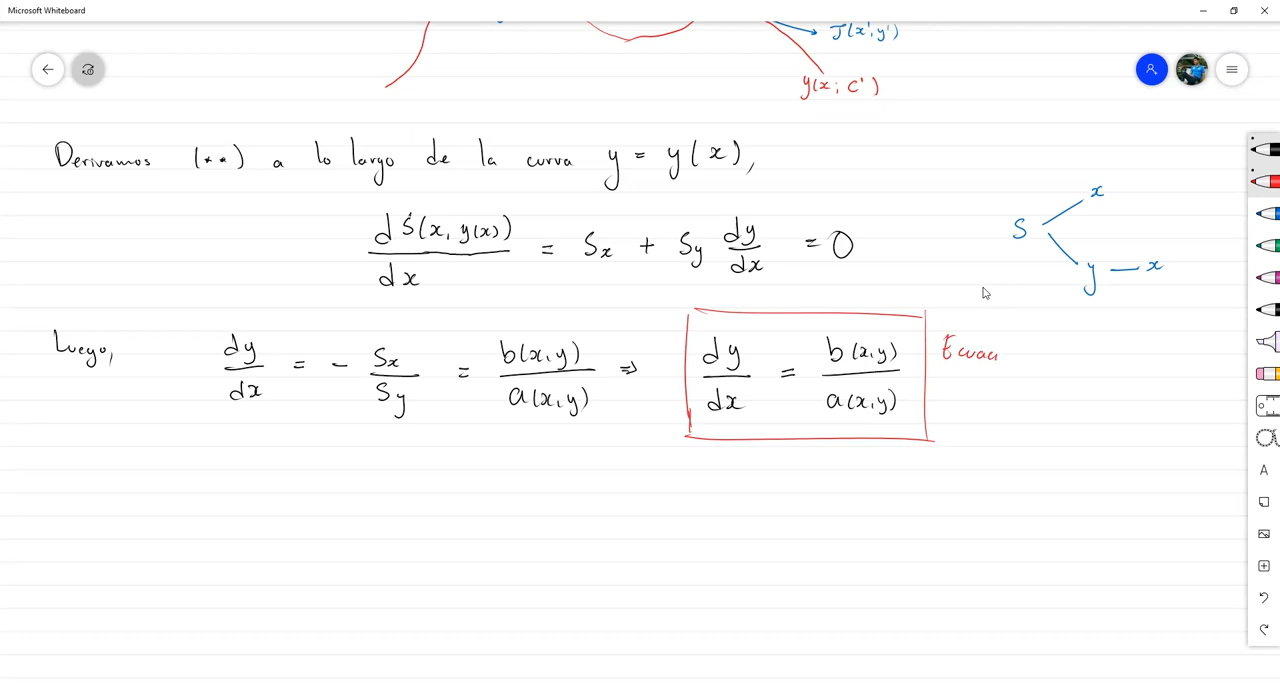 Microsoft Whiteboard
J(x',y')
y(x; c')
Derivamos (**) a lo largo de la curva y = y(x),
dS(x, y(x))/dx = Sx + Sy dy/dx = 0
S x
y — x
Luego, dy/dx = - Sx/Sy = b(x,y)/a(x,y) ⇒ dy/dx = b(x,y)/a(x,y) Ecuac
A